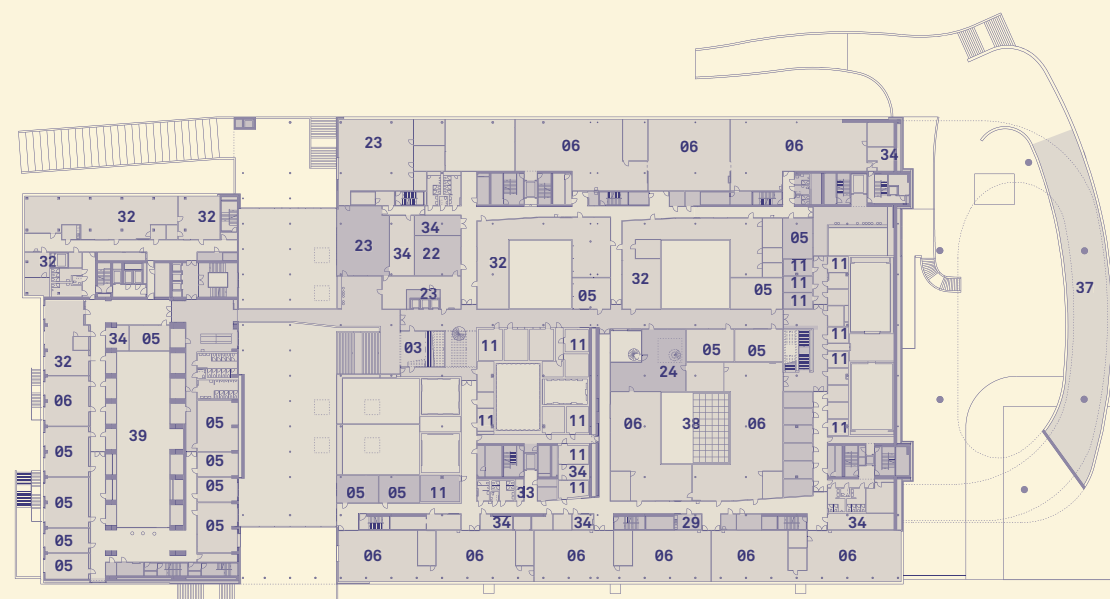 23 06 06 06 34
32 32 34 05
23 34 22 32 32 11 11
32 23 05 05 11 11 37
34 05 03 11 11 05 05 11 11
32 24
06 39 05 11 11 06 38 06 11
05 05 11 34
05 05 05 05 11 33 11
05 05 34 34 29 34
05 06 06 06 06 06 06